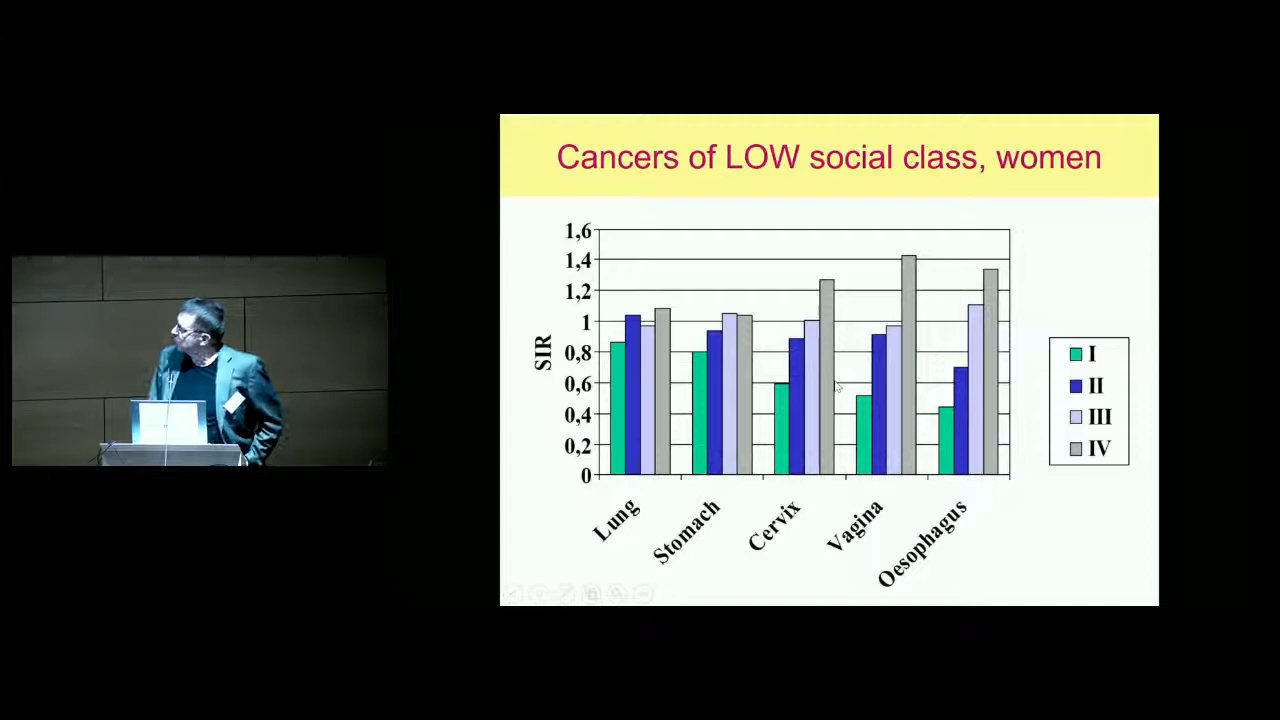 Cancers of LOW social class, women
1,6
1,4
1,2
1
0,8
0,6
0,4
0,2
0
SIR
Lung
Stomach
Cervix
Vagina
Oesophagus
I
II
III
IV